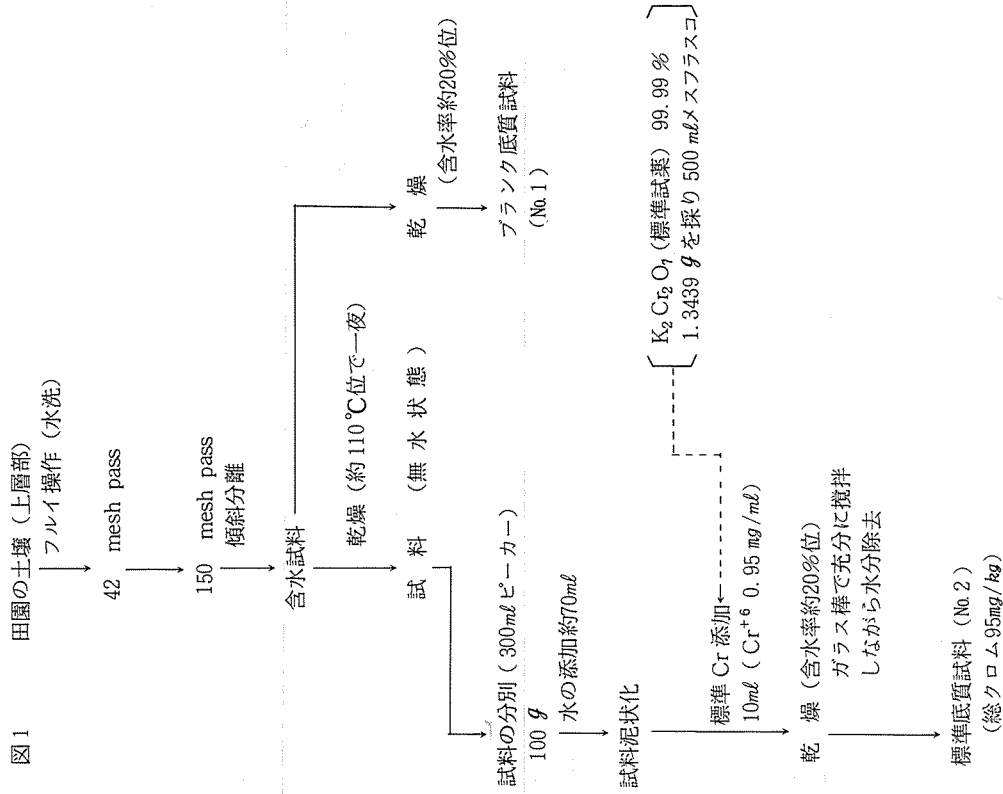 図1
田園の土壌（上層部）
フルイ操作（水洗）
42 mesh pass
150 mesh pass
傾斜分離
含水試料
乾燥（約110℃位で一夜）
試料（無水状態）
試料の分別（300mlビーカー）
100g
水の添加約70ml
試料泥状化
標準Cr添加
10ml（Cr⁺⁶ 0.95mg/ml）
乾燥（含水率約20%位）
ガラス棒で充分に撹拌
しながら水分除去
標準底質試料（No.2）
（総クロム95mg/kg）
乾燥
（含水率約20%位）
ブランク底質試料
（No.1）
K₂Cr₂O₇（標準試薬）99.99%
1.3439gを採り500mlメスフラスコ